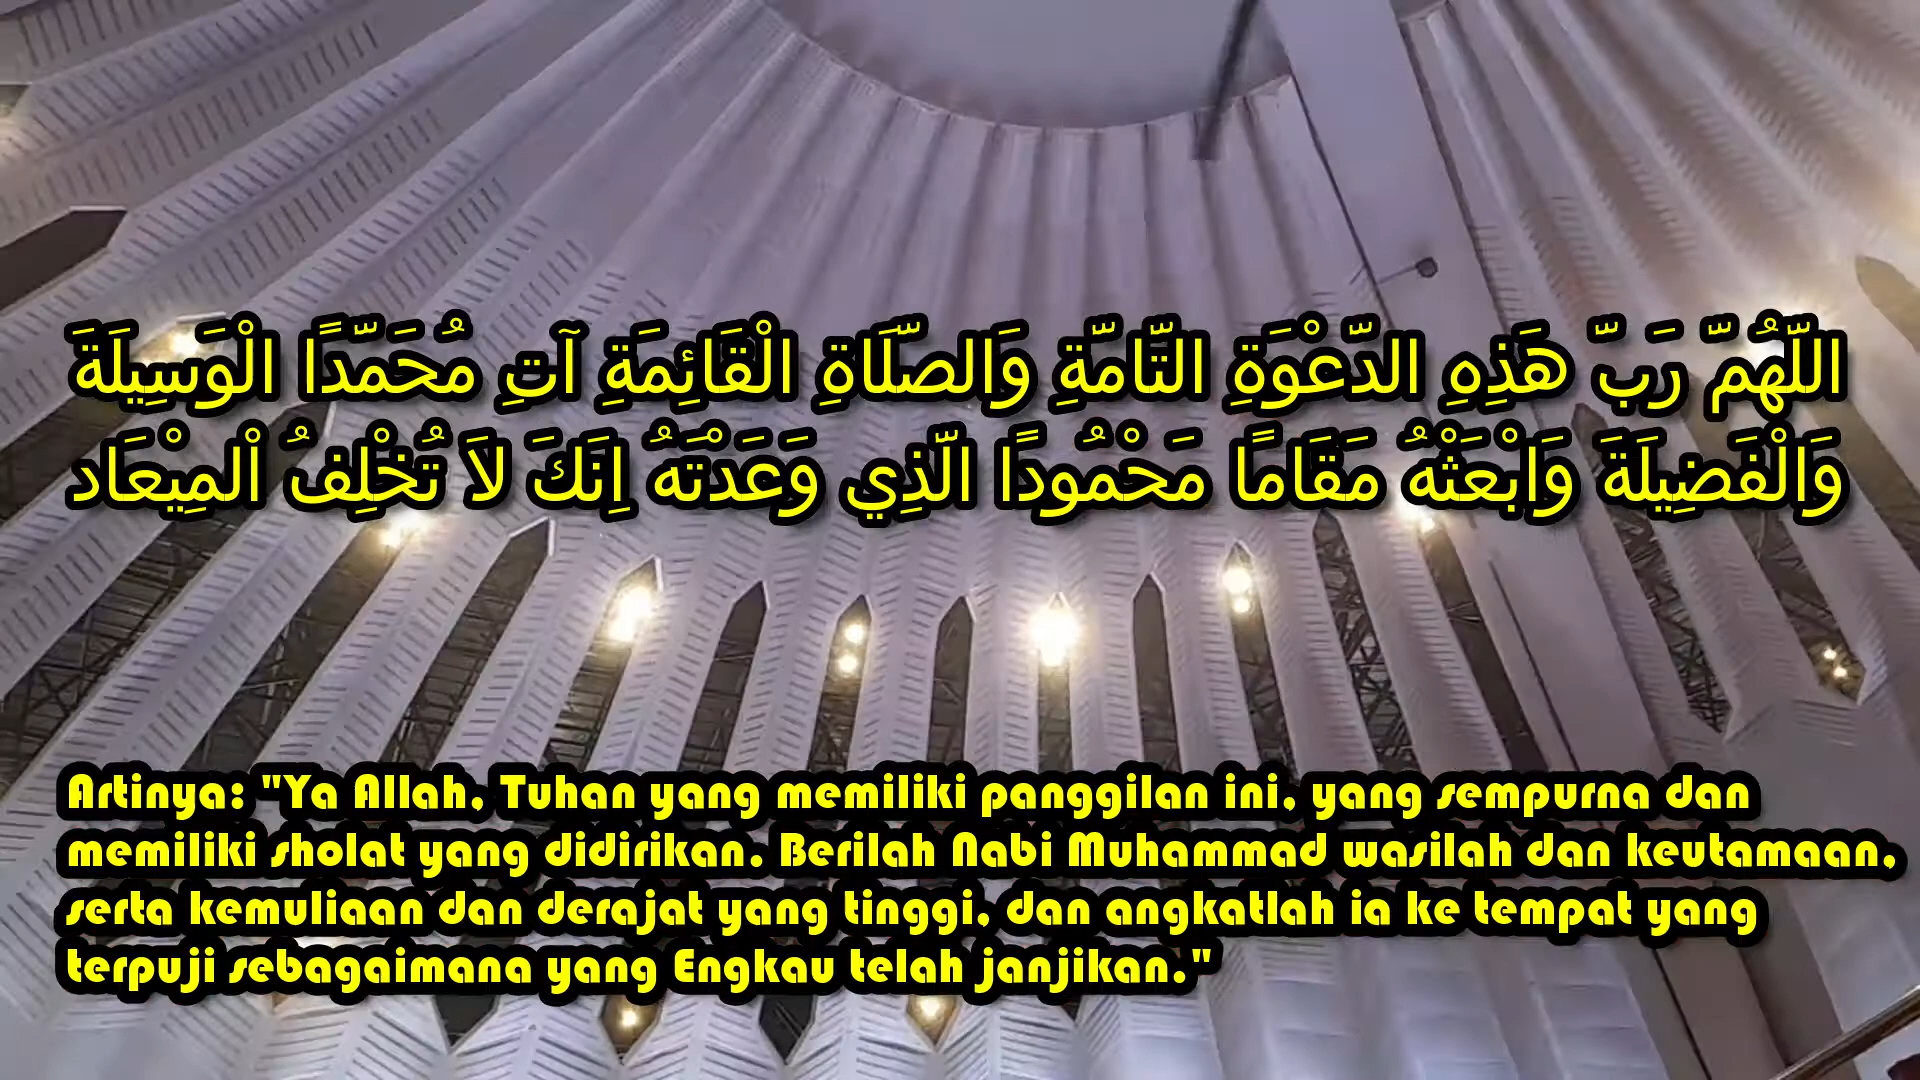 اللّهُمّ رَبّ هَذِهِ الدّعْوَةِ التّامّةِ وَالصّلَاةِ الْقَائِمَةِ آتِ مُحَمّدًا الْوَسِيلَةَ
وَالْفَضِيلَةَ وَابْعَثْهُ مَقَامًا مَحْمُودًا الّذِي وَعَدْتَهُ اِنَكَ لاَ تُخْلِفُ اْلمِيْعَاد
Artinya: "Ya Allah, Tuhan yang memiliki panggilan ini, yang sempurna dan
memiliki sholat yang didirikan. Berilah Nabi Muhammad wasilah dan keutamaan,
serta kemuliaan dan derajat yang tinggi, dan angkatlah ia ke tempat yang
terpuji sebagaimana yang Engkau telah janjikan."